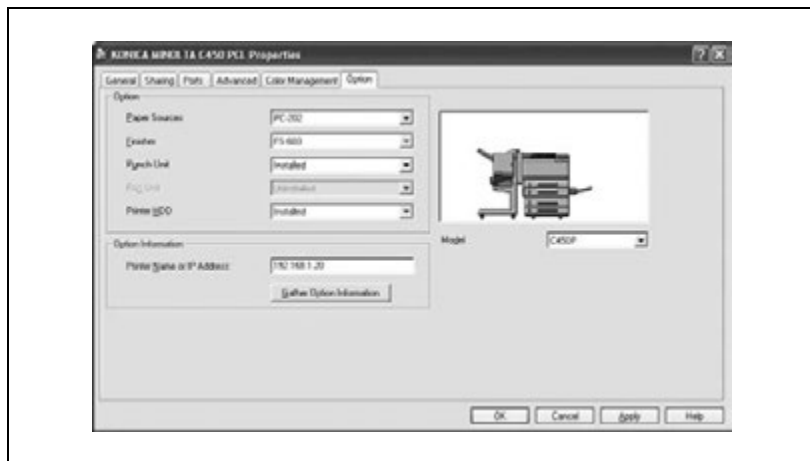 KONICA MINOLTA C450 PCL Properties
General Sharing Ports Advanced Color Management Option
Option
Paper Sources PC-202
Finisher FS-603
Punch Unit Installed
Unit
Printer HDD Installed
Option Information
Model C450P
Printer Name or IP Address: 192.168.1.20
Gather Option Information
OK Cancel Apply Help